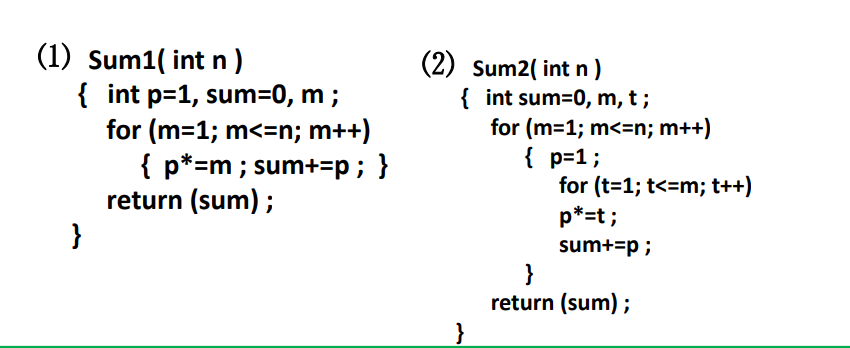 (1) Sum1( int n )
{ int p=1, sum=0, m ;
for (m=1; m<=n; m++)
{ p*=m ; sum+=p ; }
return (sum) ;
}
(2) Sum2( int n )
{ int sum=0, m, t ;
for (m=1; m<=n; m++)
{ p=1 ;
for (t=1; t<=m; t++)
p*=t ;
sum+=p ;
}
return (sum) ;
}